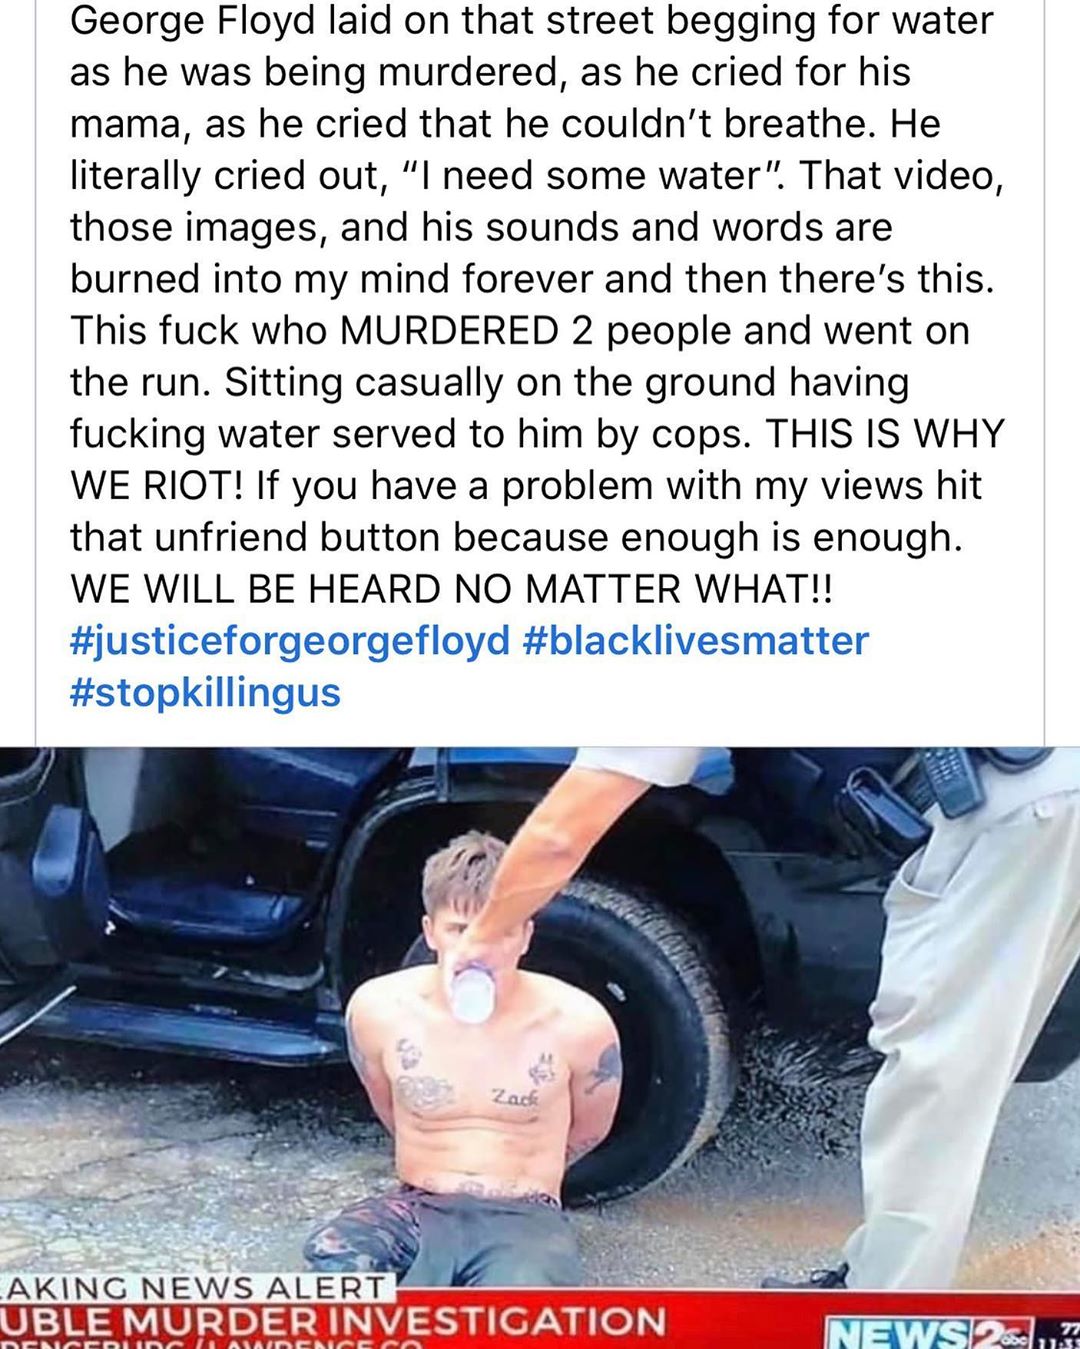 George Floyd laid on that street begging for water
as he was being murdered, as he cried for his
mama, as he cried that he couldn’t breathe. He
literally cried out, “I need some water”. That video,
those images, and his sounds and words are
burned into my mind forever and then there’s this.
This fuck who MURDERED 2 people and went on
the run. Sitting casually on the ground having
fucking water served to him by cops. THIS IS WHY
WE RIOT! If you have a problem with my views hit
that unfriend button because enough is enough.
WE WILL BE HEARD NO MATTER WHAT!!
#justiceforgeorgefloyd #blacklivesmatter
#stopkillingus
Zack
AKING NEWS ALERT
UBLE MURDER INVESTIGATION
NEWS 2 abc
77